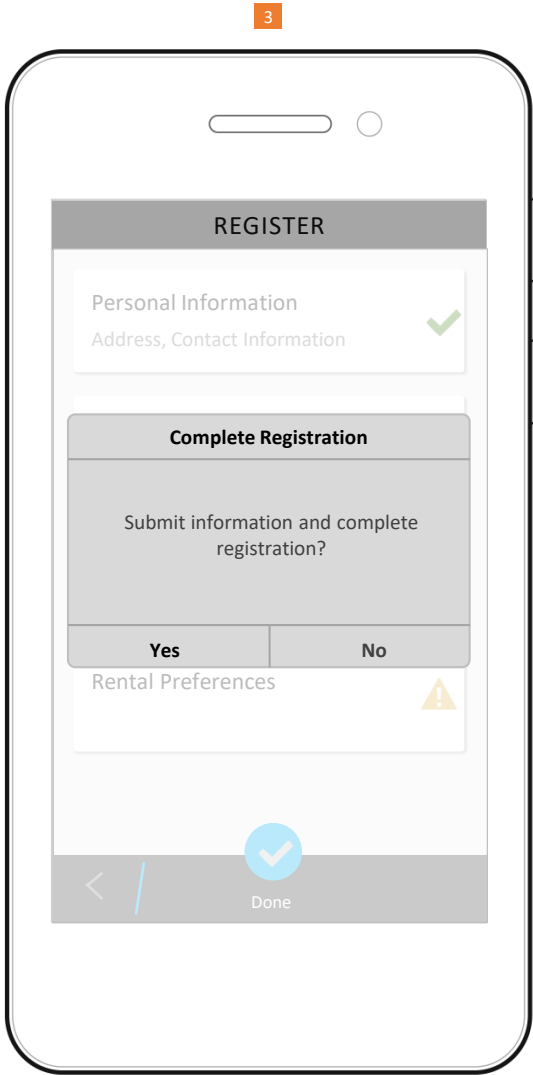 3
REGISTER
Personal Information
Address, Contact Information
Complete Registration
Submit information and complete
registration?
Yes No
Rental Preferences
Done